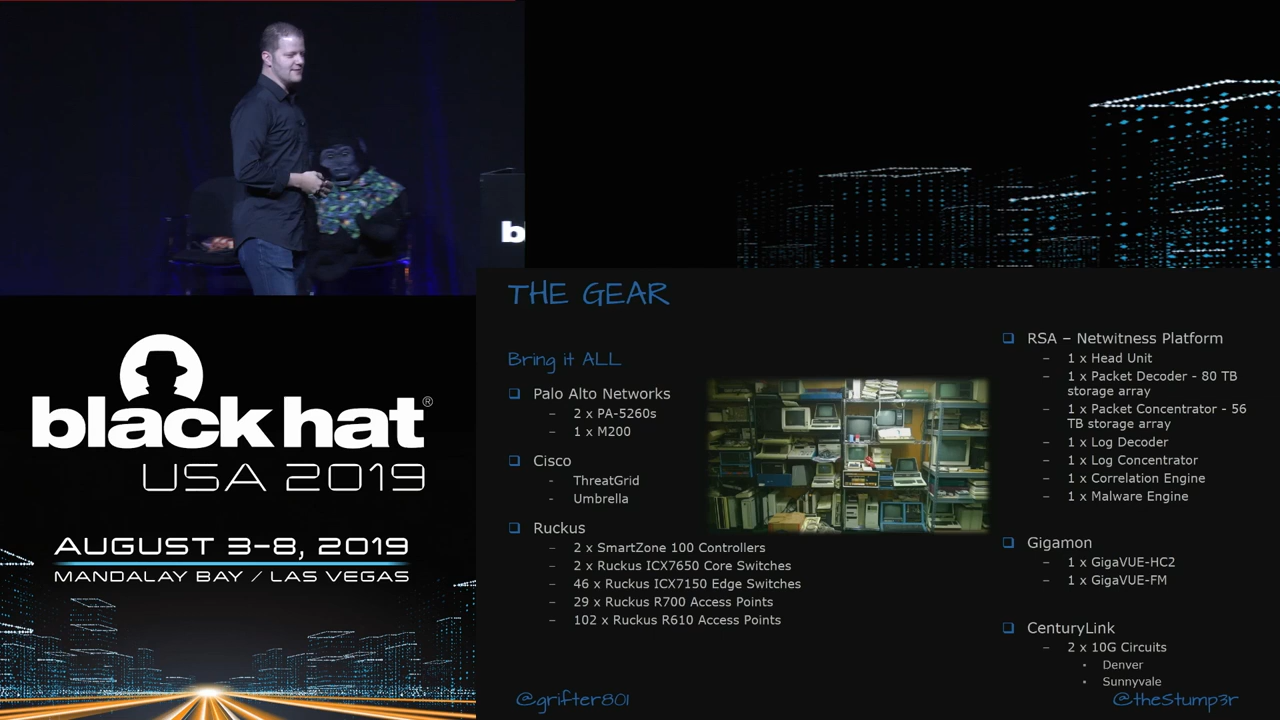 b
black hat®
USA 2019
AUGUST 3-8, 2019
MANDALAY BAY / LAS VEGAS
THE GEAR
Bring it ALL
❑ Palo Alto Networks
– 2 x PA-5260s
– 1 x M200
❑ Cisco
– ThreatGrid
– Umbrella
❑ Ruckus
– 2 x SmartZone 100 Controllers
– 2 x Ruckus ICX7650 Core Switches
– 46 x Ruckus ICX7150 Edge Switches
– 29 x Ruckus R700 Access Points
– 102 x Ruckus R610 Access Points
❑ RSA – Netwitness Platform
– 1 x Head Unit
– 1 x Packet Decoder - 80 TB
storage array
– 1 x Packet Concentrator - 56
TB storage array
– 1 x Log Decoder
– 1 x Log Concentrator
– 1 x Correlation Engine
– 1 x Malware Engine
❑ Gigamon
– 1 x GigaVUE-HC2
– 1 x GigaVUE-FM
❑ CenturyLink
– 2 x 10G Circuits
▪ Denver
▪ Sunnyvale
@grifter801
@theStump3r